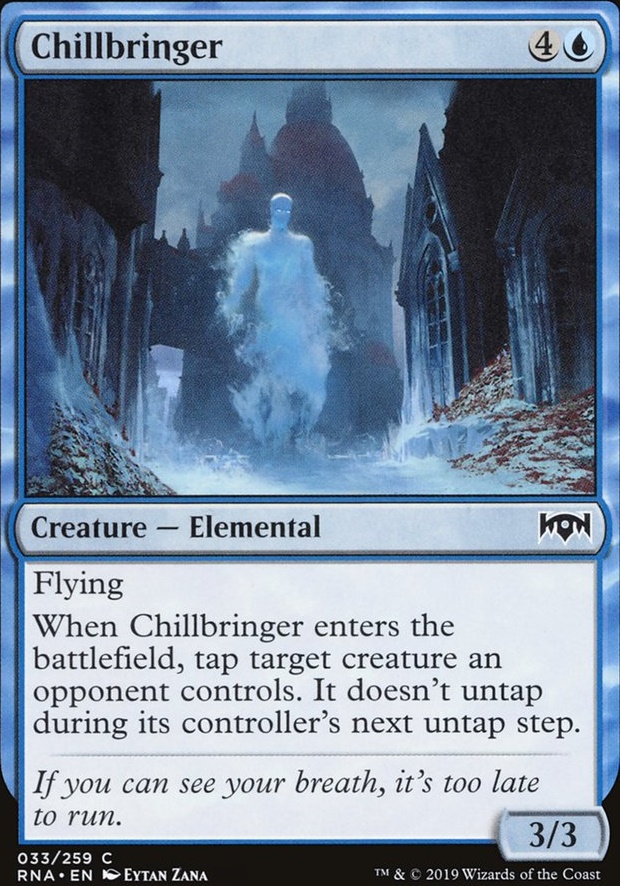 Chillbringer 4
Creature — Elemental
Flying
When Chillbringer enters the
battlefield, tap target creature an
opponent controls. It doesn't untap
during its controller's next untap step.
If you can see your breath, it's too late
to run.
3/3
033/259 C
RNA • EN Eytan Zana
™ & © 2019 Wizards of the Coast